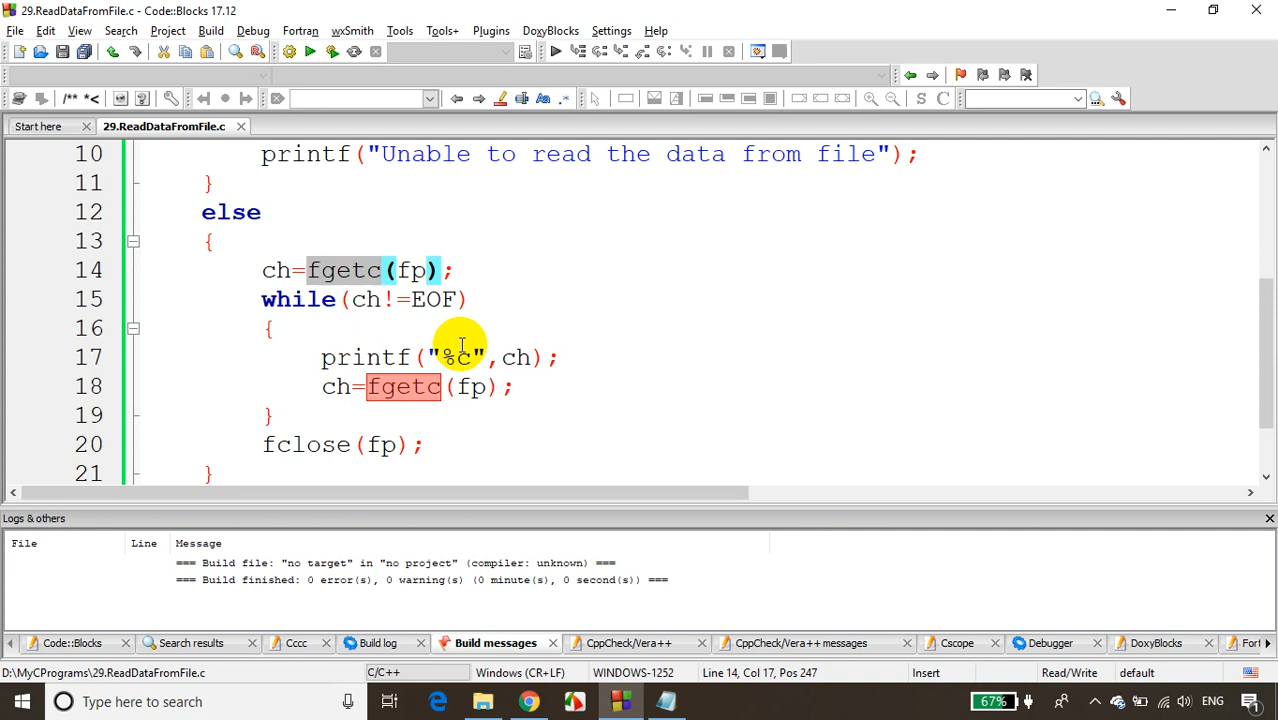 29.ReadDataFromFile.c - Code::Blocks 17.12
File Edit View Search Project Build Debug Fortran wxSmith Tools Tools+ Plugins DoxyBlocks Settings Help
/** *<
S C
Start here 29.ReadDataFromFile.c
10 printf("Unable to read the data from file");
11 }
12 else
13 {
14 ch=fgetc(fp);
15 while(ch!=EOF)
16 {
17 printf("%c",ch);
18 ch=fgetc(fp);
19 }
20 fclose(fp);
21 }
Logs & others
File Line Message
=== Build file: "no target" in "no project" (compiler: unknown) ===
=== Build finished: 0 error(s), 0 warning(s) (0 minute(s), 0 second(s)) ===
Code::Blocks Search results Cccc Build log Build messages CppCheck/Vera++ CppCheck/Vera++ messages Cscope Debugger DoxyBlocks Fort
D:\MyCPrograms\29.ReadDataFromFile.c C/C++ Windows (CR+LF) WINDOWS-1252 Line 14, Col 17, Pos 247 Insert Read/Write default
Type here to search 67% ENG 1